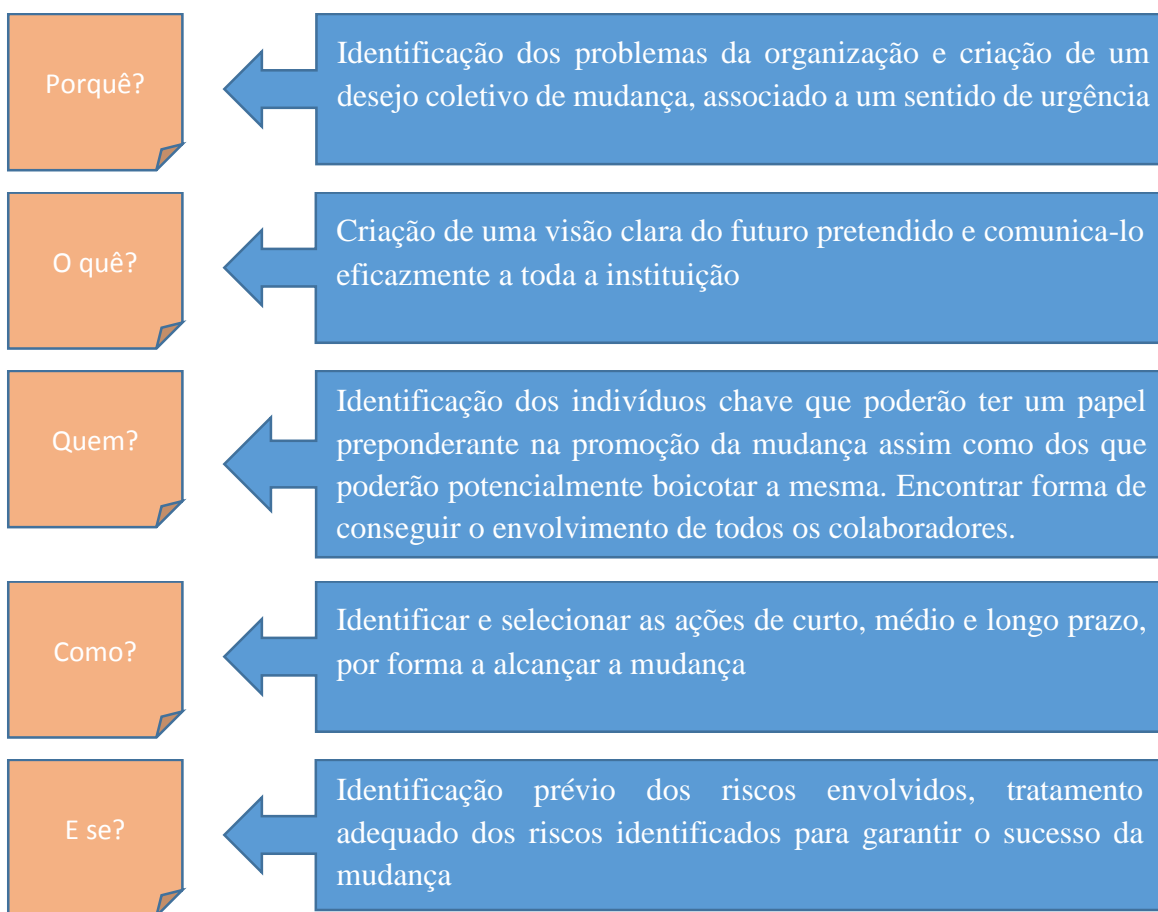 Porquê?
Identificação dos problemas da organização e criação de um
desejo coletivo de mudança, associado a um sentido de urgência
O quê?
Criação de uma visão clara do futuro pretendido e comunica-lo
eficazmente a toda a instituição
Quem?
Identificação dos indivíduos chave que poderão ter um papel
preponderante na promoção da mudança assim como dos que
poderão potencialmente boicotar a mesma. Encontrar forma de
conseguir o envolvimento de todos os colaboradores.
Como?
Identificar e selecionar as ações de curto, médio e longo prazo,
por forma a alcançar a mudança
E se?
Identificação prévio dos riscos envolvidos, tratamento
adequado dos riscos identificados para garantir o sucesso da
mudança